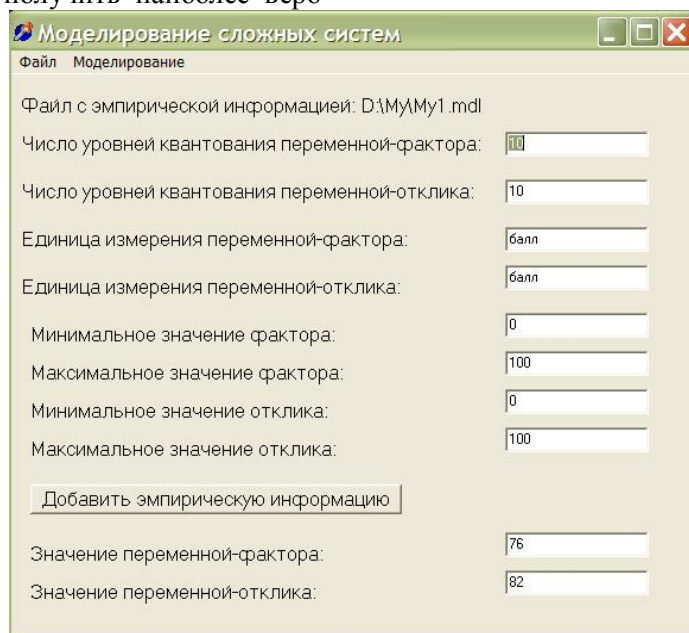 получить наиболее веро
Моделирование сложных систем
Файл Моделирование
Файл с эмпирической информацией: D:\My\My1.mdl
Число уровней квантования переменной-фактора: 10
Число уровней квантования переменной-отклика: 10
Единица измерения переменной-фактора: балл
Единица измерения переменной-отклика: балл
Минимальное значение фактора: 0
Максимальное значение фактора: 100
Минимальное значение отклика: 0
Максимальное значение отклика: 100
Добавить эмпирическую информацию
Значение переменной-фактора: 76
Значение переменной-отклика: 82